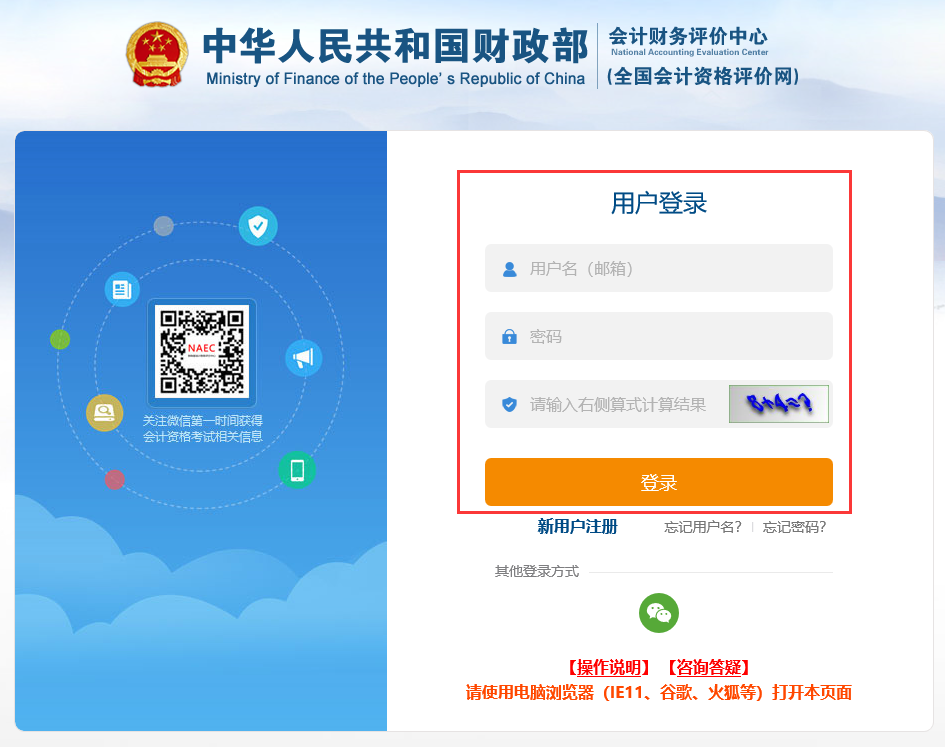 中华人民共和国财政部
Ministry of Finance of the People' s Republic of China
会计财务评价中心
National Accounting Evaluation Center
(全国会计资格评价网)
NAEC
关注微信第一时间获得
会计资格考试相关信息
用户登录
用户名（邮箱）
密码
请输入右侧算式计算结果
登录
新用户注册
忘记用户名?
忘记密码?
其他登录方式
【操作说明】 【咨询答疑】
请使用电脑浏览器（IE11、谷歌、火狐等）打开本页面